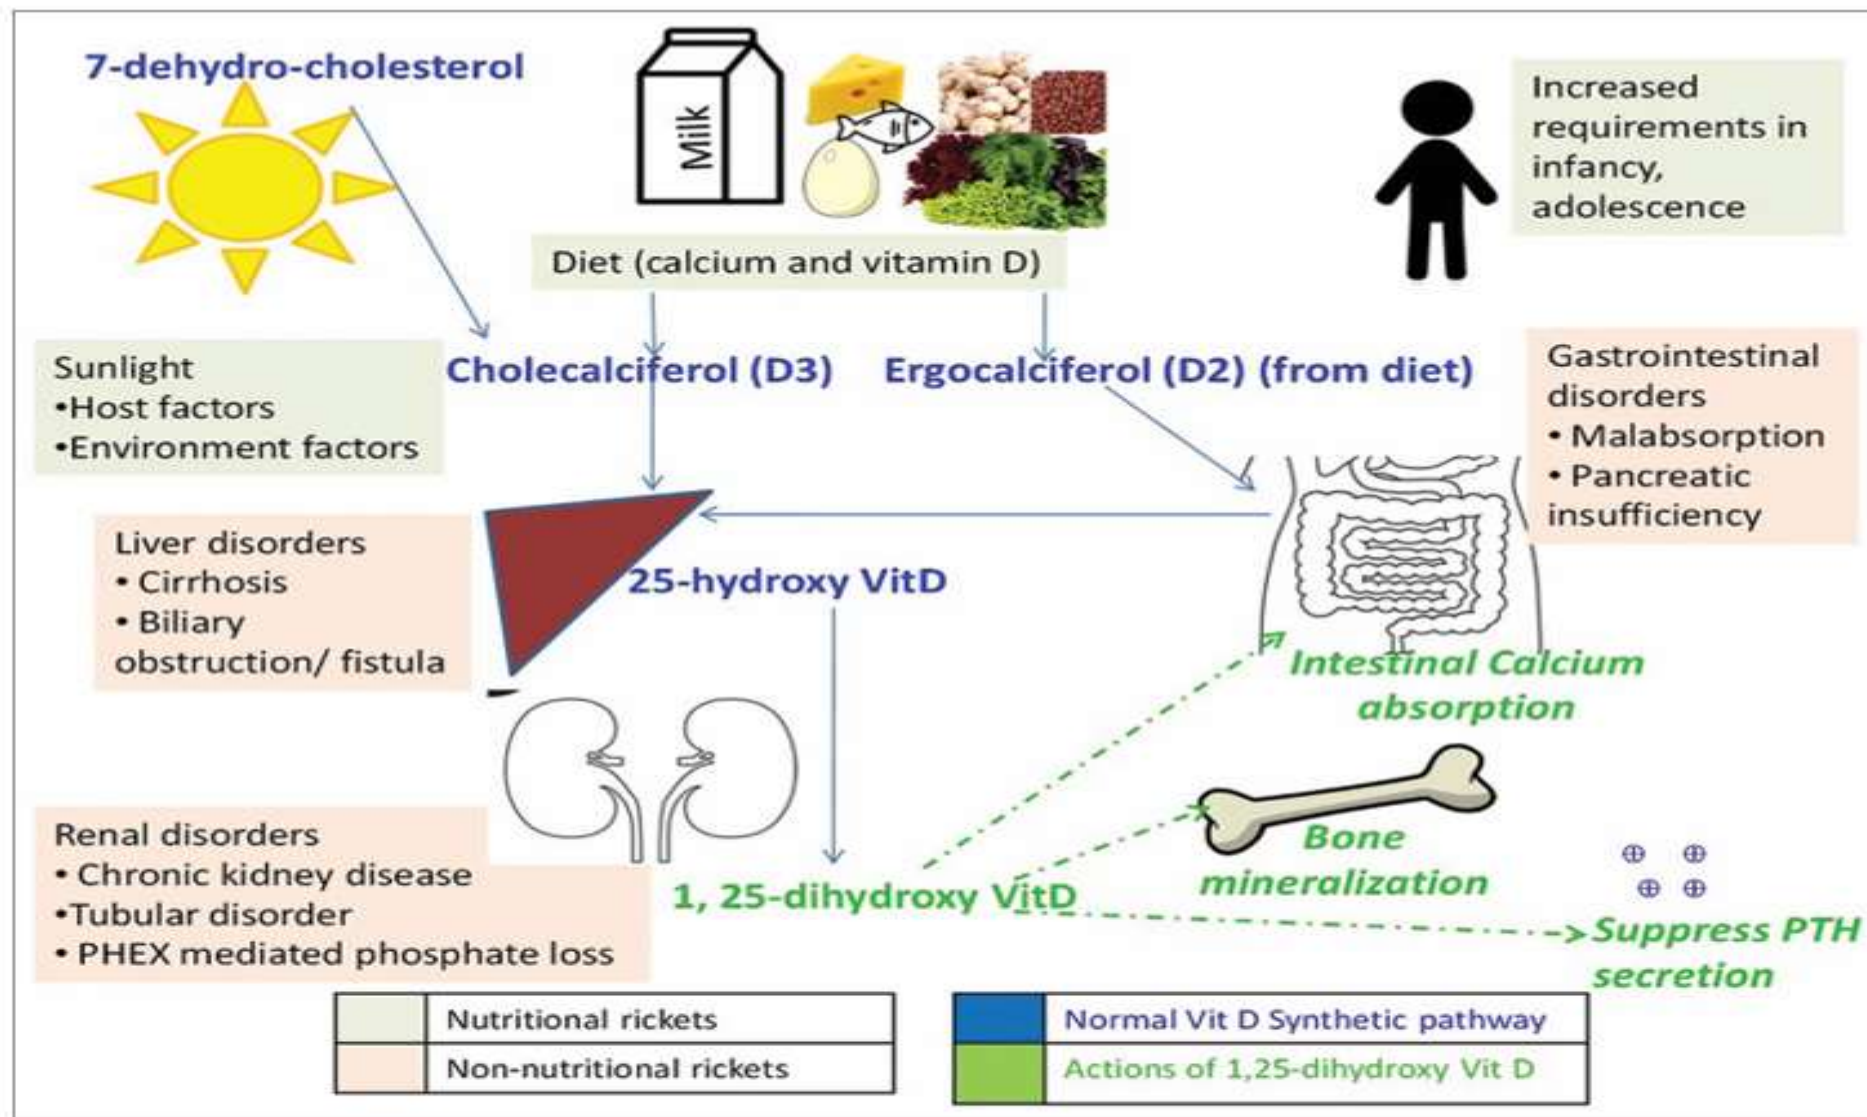 7-dehydro-cholesterol
Milk
Increased
requirements in
infancy,
adolescence
Diet (calcium and vitamin D)
Sunlight
•Host factors
•Environment factors
Cholecalciferol (D3)
Ergocalciferol (D2) (from diet)
Gastrointestinal
disorders
• Malabsorption
• Pancreatic
insufficiency
Liver disorders
• Cirrhosis
• Biliary
obstruction/ fistula
25-hydroxy VitD
Intestinal Calcium
absorption
Bone
mineralization
Renal disorders
• Chronic kidney disease
•Tubular disorder
• PHEX mediated phosphate loss
1, 25-dihydroxy VitD
Suppress PTH
secretion
Nutritional rickets
Non-nutritional rickets
Normal Vit D Synthetic pathway
Actions of 1,25-dihydroxy Vit D